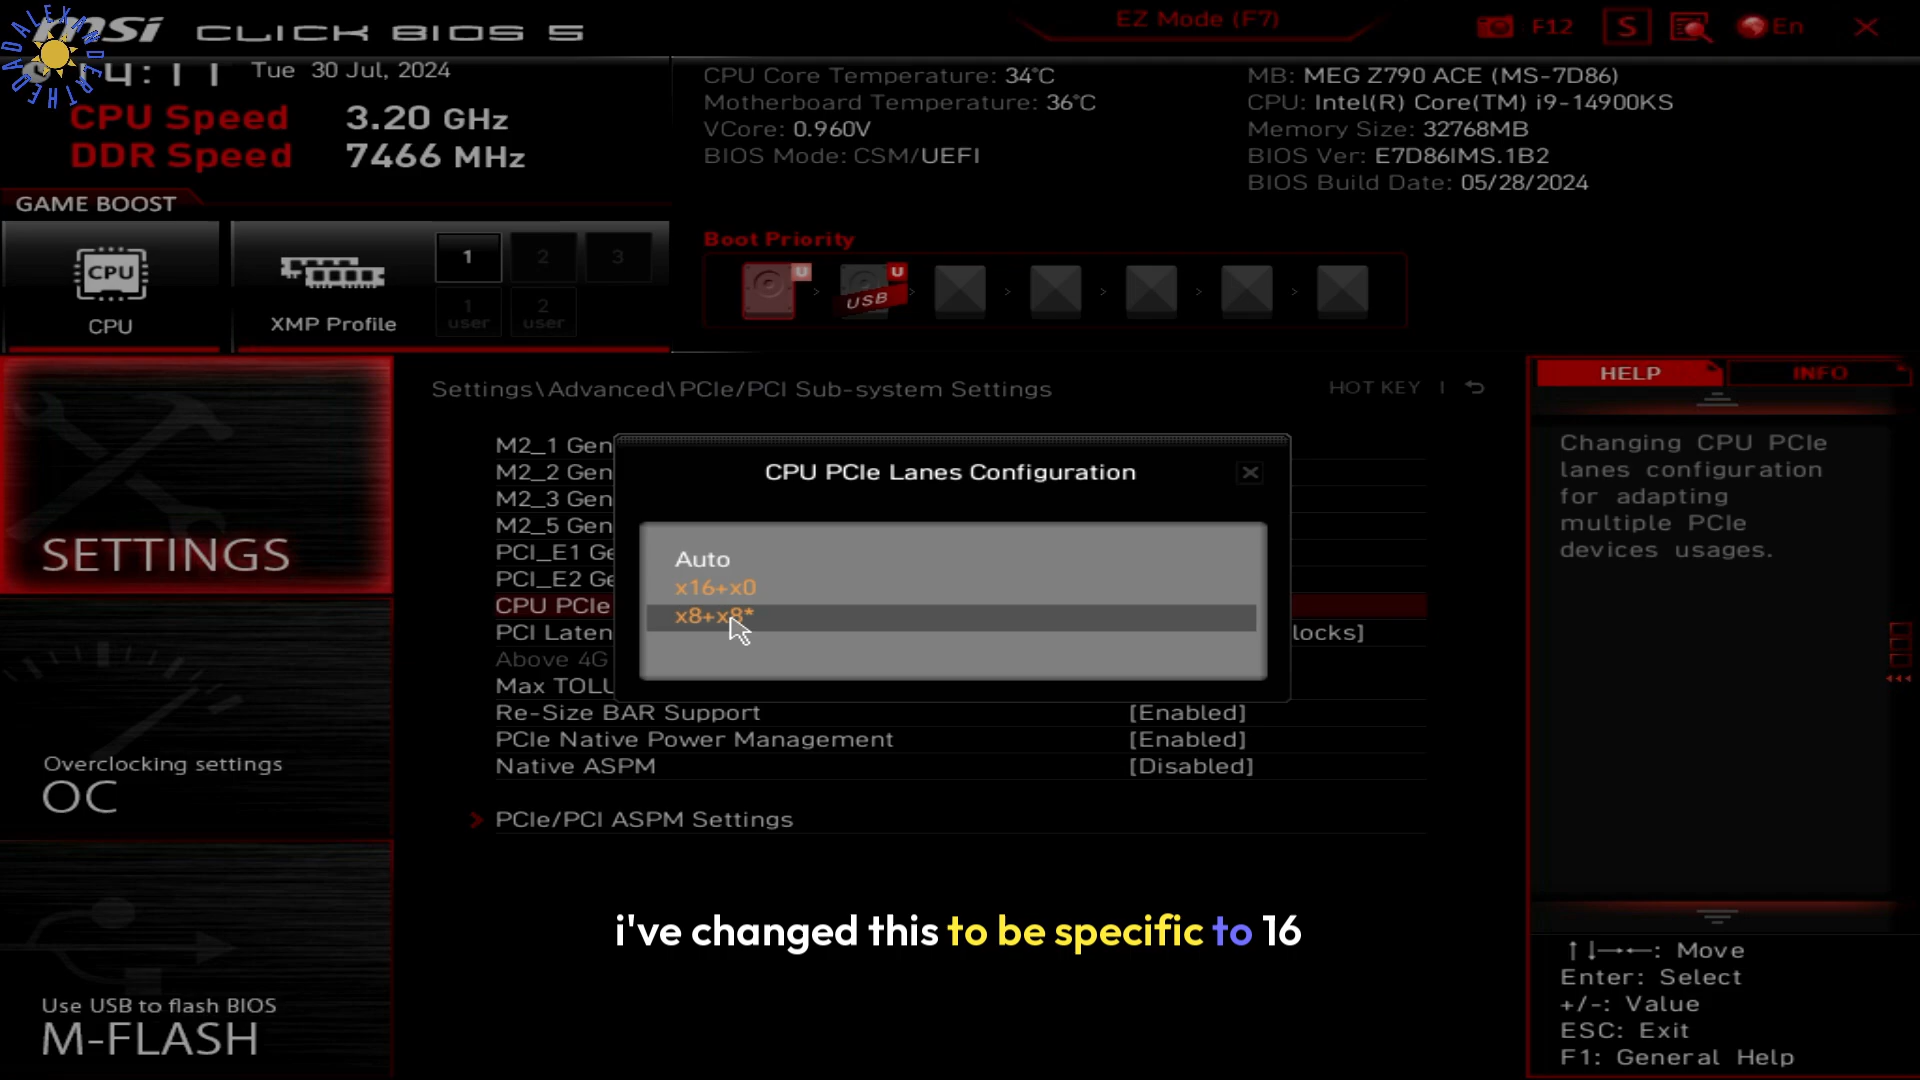 msi CLICK BIOS 5
ADALEXANDERTHERO
EZ Mode (F7)
F12
S
En
14:11
Tue 30 Jul, 2024
CPU Speed 3.20 GHz
DDR Speed 7466 MHz
CPU Core Temperature: 34°C
Motherboard Temperature: 36°C
VCore: 0.960V
BIOS Mode: CSM/UEFI
MB: MEG Z790 ACE (MS-7D86)
CPU: Intel(R) Core(TM) i9-14900KS
Memory Size: 32768MB
BIOS Ver: E7D86IMS.1B2
BIOS Build Date: 05/28/2024
GAME BOOST
CPU
CPU
XMP Profile
1 2 3
1 user
2 user
Boot Priority
U
U
USB
SETTINGS
Overclocking settings
OC
Use USB to flash BIOS
M-FLASH
Settings\Advanced\PCIe/PCI Sub-system Settings
HOT KEY
M2_1 Gen
M2_2 Gen
M2_3 Gen
M2_5 Gen
PCI_E1 Ge
PCI_E2 Ge
CPU PCIe
PCI Laten locks]
Above 4G
Max TOLU
Re-Size BAR Support [Enabled]
PCIe Native Power Management [Enabled]
Native ASPM [Disabled]
PCIe/PCI ASPM Settings
CPU PCIe Lanes Configuration
Auto
x16+x0
x8+x8*
HELP
INFO
Changing CPU PCIe
lanes configuration
for adapting
multiple PCIe
devices usages.
↑↓→←: Move
Enter: Select
+/-: Value
ESC: Exit
F1: General Help
i've changed this to be specific to 16